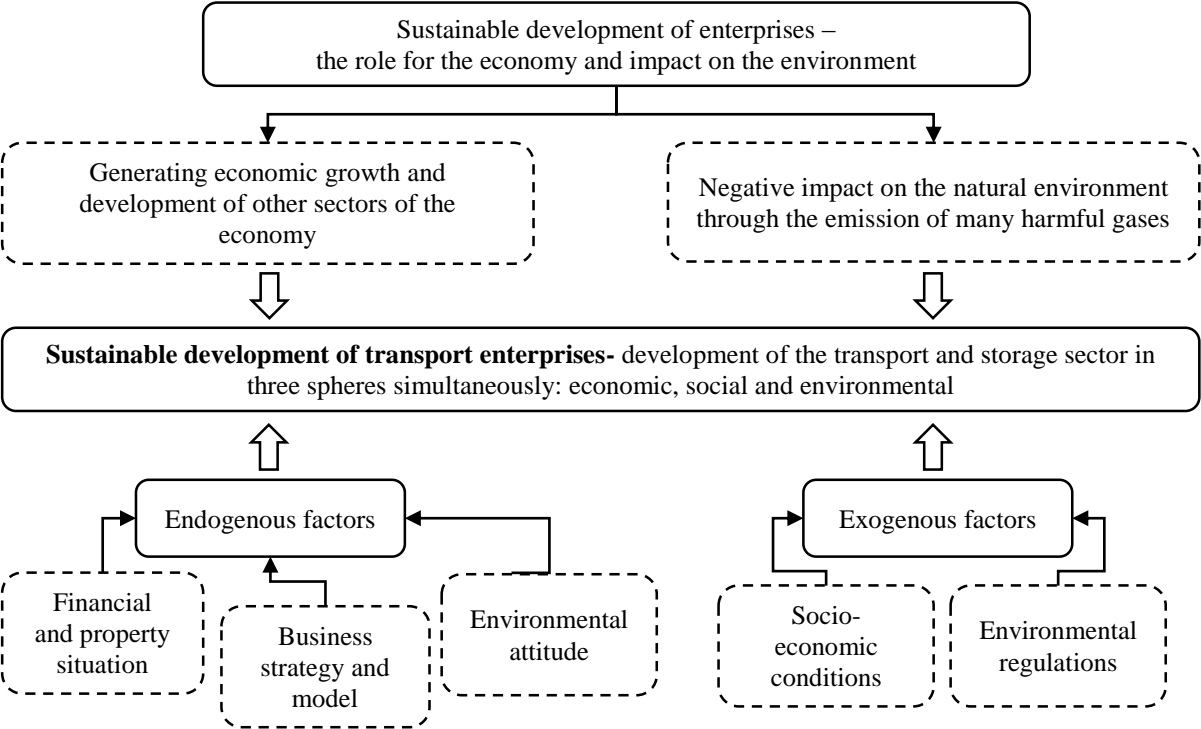 Sustainable development of enterprises –
the role for the economy and impact on the environment
Generating economic growth and
development of other sectors of the
economy
Negative impact on the natural environment
through the emission of many harmful gases
Sustainable development of transport enterprises- development of the transport and storage sector in
three spheres simultaneously: economic, social and environmental
Endogenous factors
Exogenous factors
Financial
and property
situation
Business
strategy and
model
Environmental
attitude
Socio-
economic
conditions
Environmental
regulations